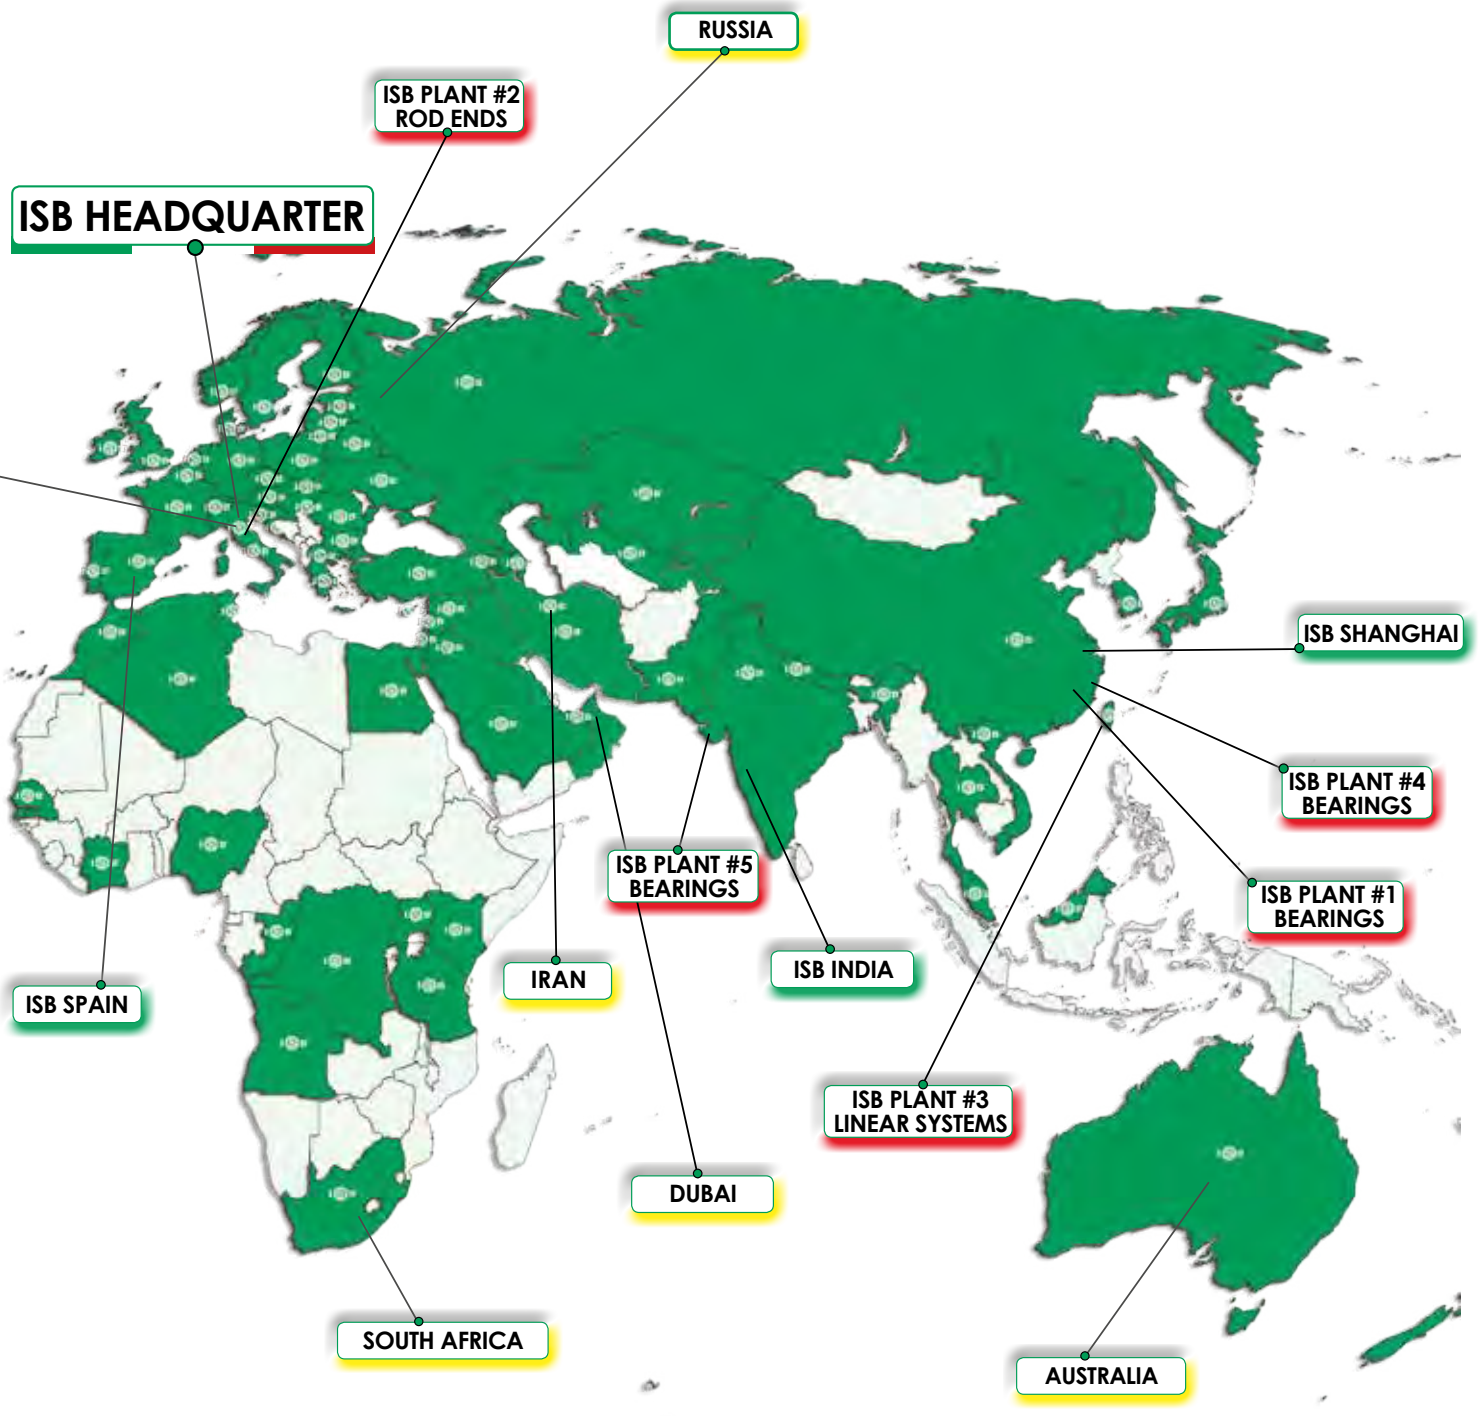 RUSSIA
ISB PLANT #2
ROD ENDS
ISB HEADQUARTER
ISB SHANGHAI
ISB PLANT #4
BEARINGS
ISB PLANT #5
BEARINGS
ISB PLANT #1
BEARINGS
ISB INDIA
IRAN
ISB SPAIN
ISB PLANT #3
LINEAR SYSTEMS
DUBAI
SOUTH AFRICA
AUSTRALIA